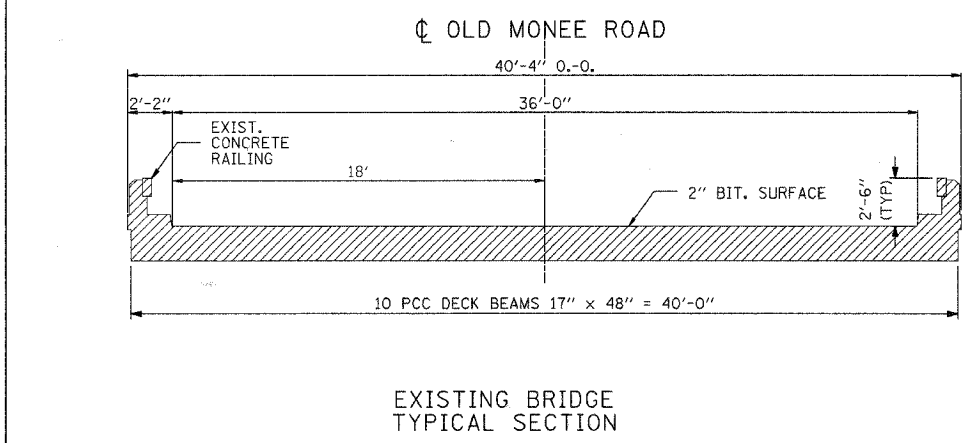 ℄ OLD MONEE ROAD
40'-4" O.-O.
2'-2"
36'-0"
EXIST.
CONCRETE
RAILING
18'
2" BIT. SURFACE
2'-6"
(TYP)
10 PCC DECK BEAMS 17" x 48" = 40'-0"
EXISTING BRIDGE
TYPICAL SECTION